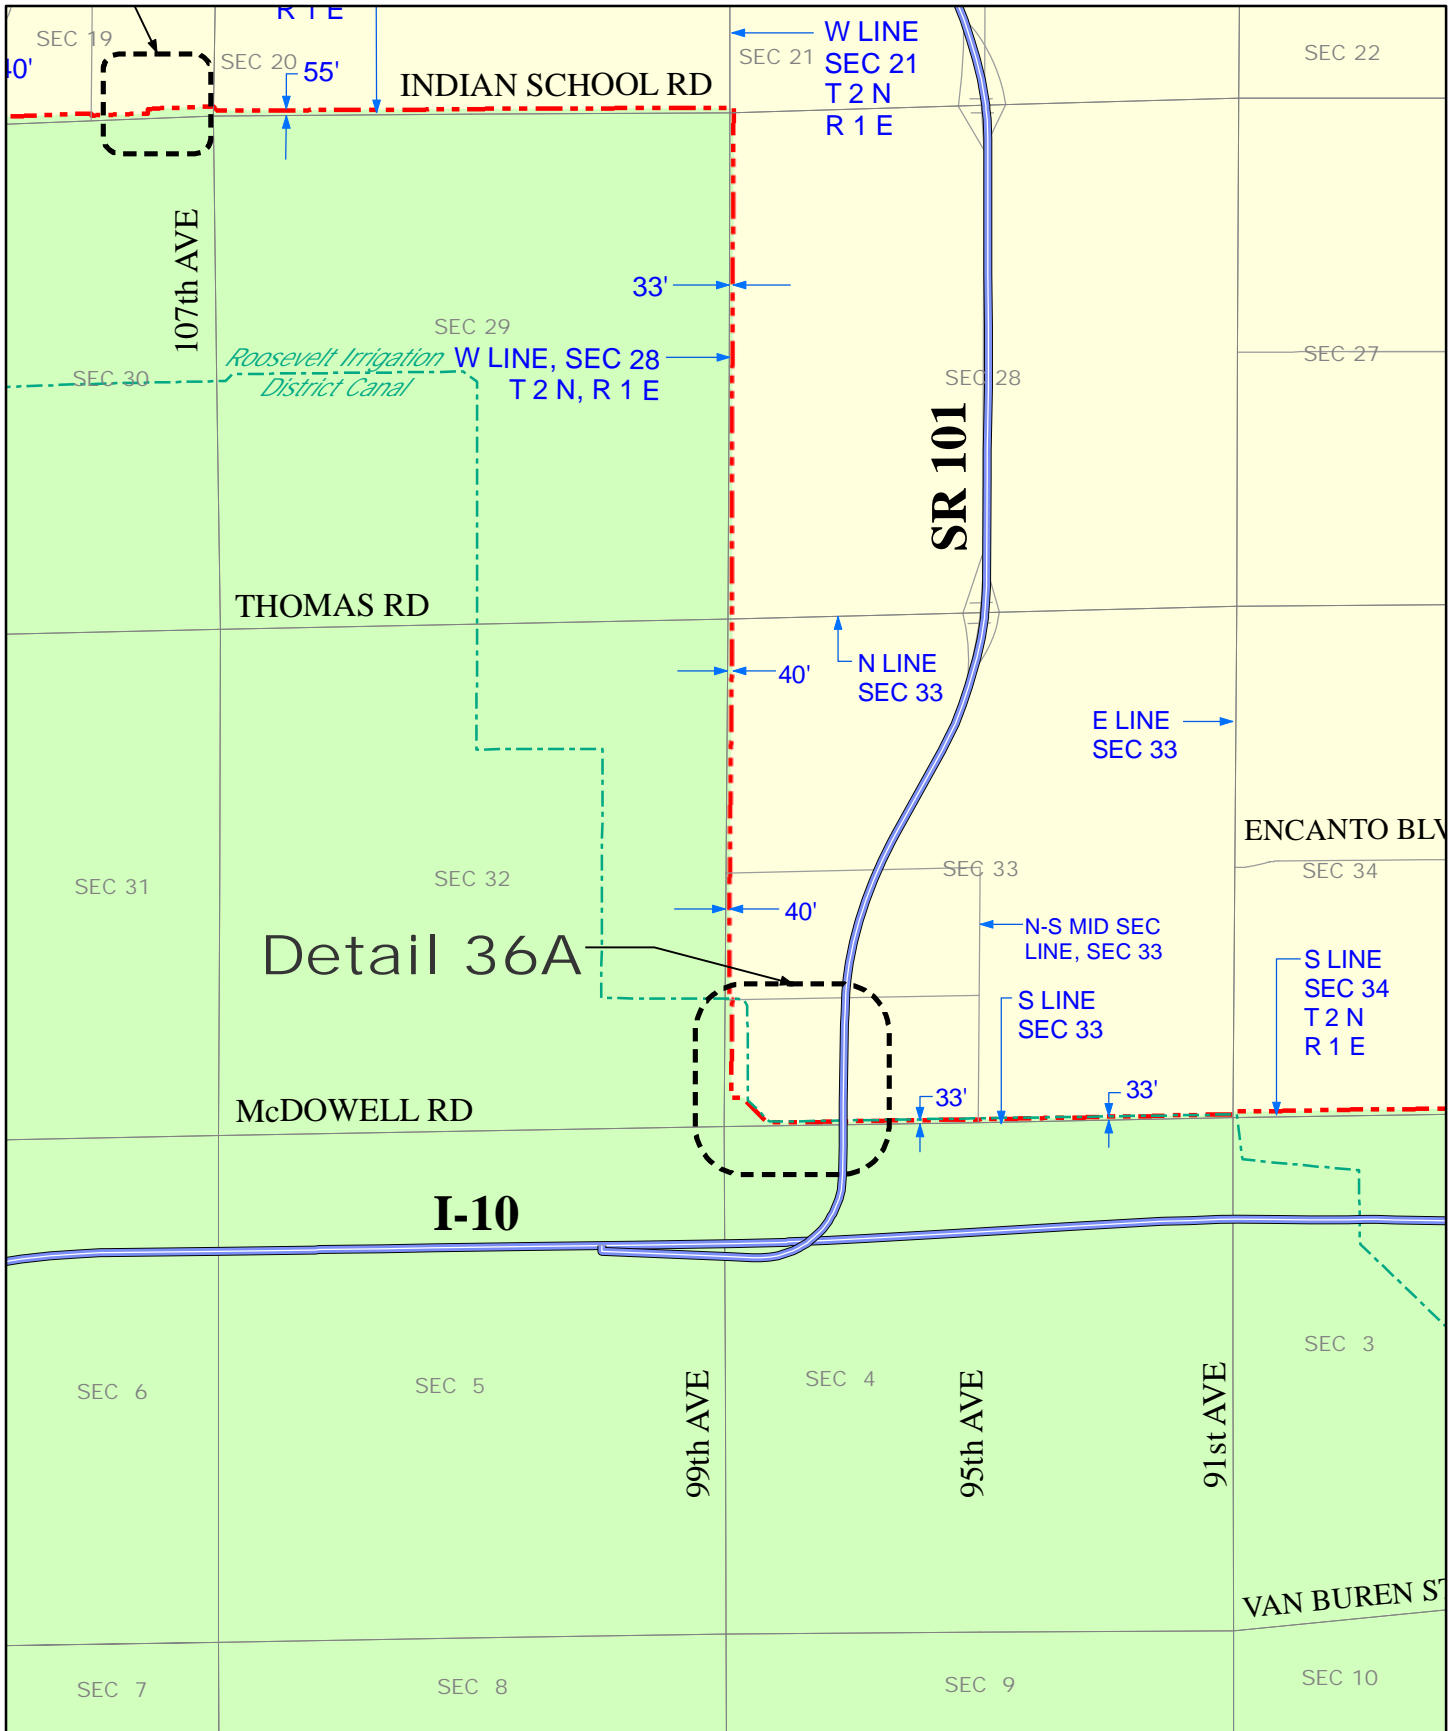 R 1 E
SEC 19
40'
SEC 20
55'
INDIAN SCHOOL RD
SEC 21
W LINE
SEC 21
T 2 N
R 1 E
SEC 22
107th AVE
33'
SEC 29
Roosevelt Irrigation
District Canal
W LINE, SEC 28
T 2 N, R 1 E
SEC 30
SEC 28
SEC 27
SR 101
THOMAS RD
N LINE
SEC 33
40'
E LINE
SEC 33
ENCANTO BLV
SEC 31
SEC 32
SEC 33
SEC 34
40'
N-S MID SEC
LINE, SEC 33
Detail 36A
S LINE
SEC 33
S LINE
SEC 34
T 2 N
R 1 E
McDOWELL RD
33'
33'
I-10
SEC 6
SEC 5
SEC 4
SEC 3
99th AVE
95th AVE
91st AVE
VAN BUREN ST
SEC 7
SEC 8
SEC 9
SEC 10